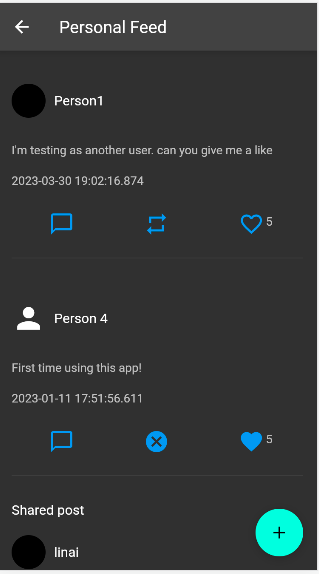 Personal Feed
Person1
I'm testing as another user. can you give me a like
2023-03-30 19:02:16.874
5
Person 4
First time using this app!
2023-01-11 17:51:56.611
5
Shared post
linai